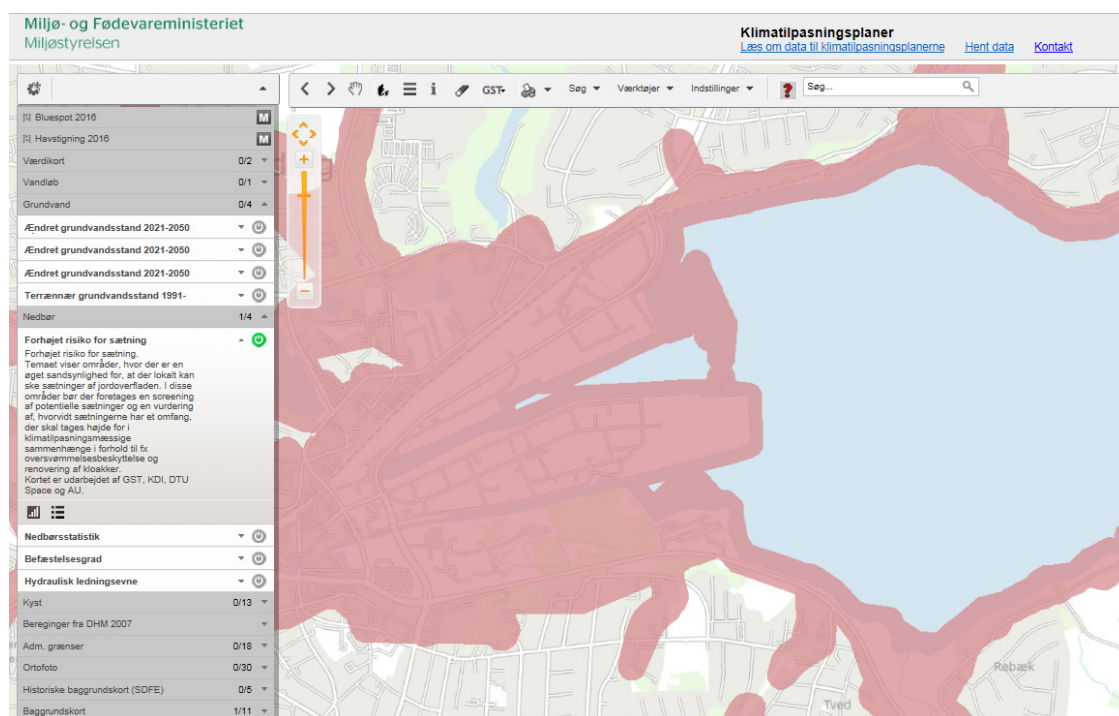 Miljø- og Fødevareministeriet
Miljøstyrelsen
Klimatilpasningsplaner
Læs om data til klimatilpasningsplanerne Hent data Kontakt
GST Søg Værktøjer Indstillinger ? Søg...
Bluespot 2016 M
Havstigning 2016 M
Værdikort 0/2
Vandløb 0/1
Grundvand 0/4
Ændret grundvandsstand 2021-2050
Ændret grundvandsstand 2021-2050
Ændret grundvandsstand 2021-2050
Terrænnær grundvandsstand 1991-
Nedbør 1/4
Forhøjet risiko for sætning
Forhøjet risiko for sætning.
Temaet viser områder, hvor der er en
øget sandsynlighed for, at der lokalt kan
ske sætninger af jordoverfladen. I disse
områder bør der foretages en screening
af potentielle sætninger og en vurdering
af, hvorvidt sætningerne har et omfang,
der skal tages højde for i
klimatilpasningsmæssige
sammenhænge i forhold til fx
oversvømmelsesbeskyttelse og
renovering af kloakker.
Kortet er udarbejdet af GST, KDI, DTU
Space og AU.
Nedbørsstatistik
Befæstelsesgrad
Hydraulisk ledningsevne
Kyst 0/13
Bereginger fra DHM 2007
Adm. grænser 0/18
Ortofoto 0/30
Historiske baggrundskort (SDFE) 0/5
Baggrundskort 1/11
Rebæk
Tved